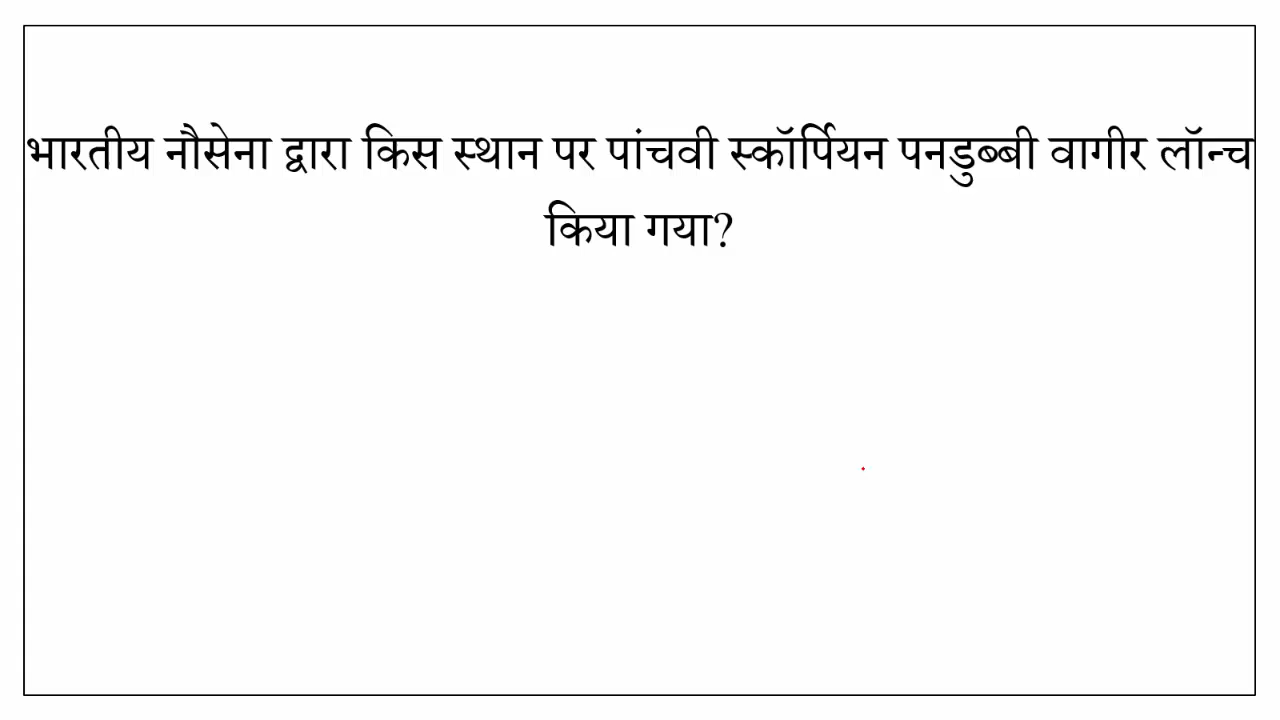 भारतीय नौसेना द्वारा किस स्थान पर पांचवी स्कॉर्पियन पनडुब्बी वागीर लॉन्च
किया गया?